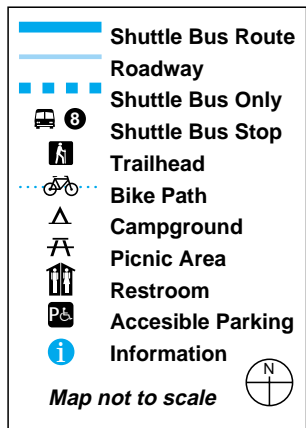 Shuttle Bus Route
Roadway
Shuttle Bus Only
8 Shuttle Bus Stop
Trailhead
Bike Path
Campground
Picnic Area
Restroom
P Accesible Parking
i Information
N
Map not to scale